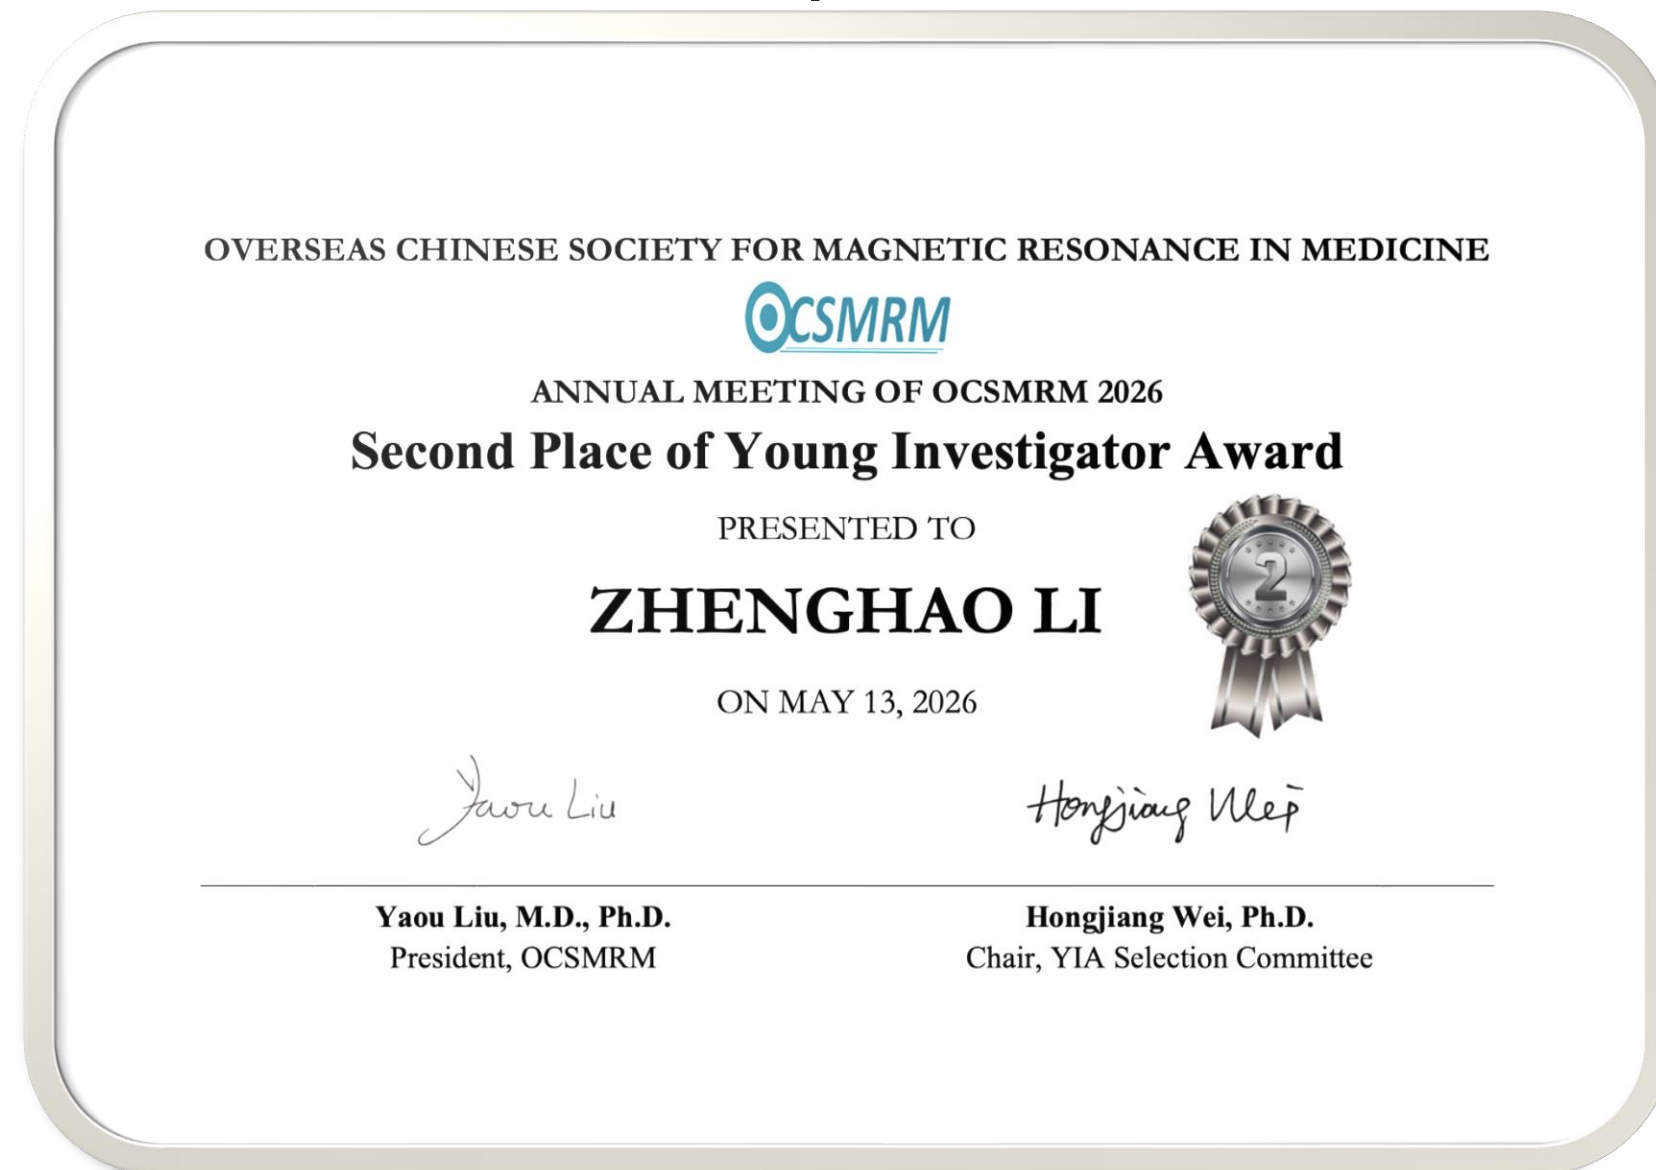 OVERSEAS CHINESE SOCIETY FOR MAGNETIC RESONANCE IN MEDICINE
OCSMRM
ANNUAL MEETING OF OCSMRM 2026
Second Place of Young Investigator Award
PRESENTED TO
2
ZHENGHAO LI
ON MAY 13, 2026
Yaou Liu Hongjiang Wei
Yaou Liu, M.D., Ph.D. Hongjiang Wei, Ph.D.
President, OCSMRM Chair, YIA Selection Committee